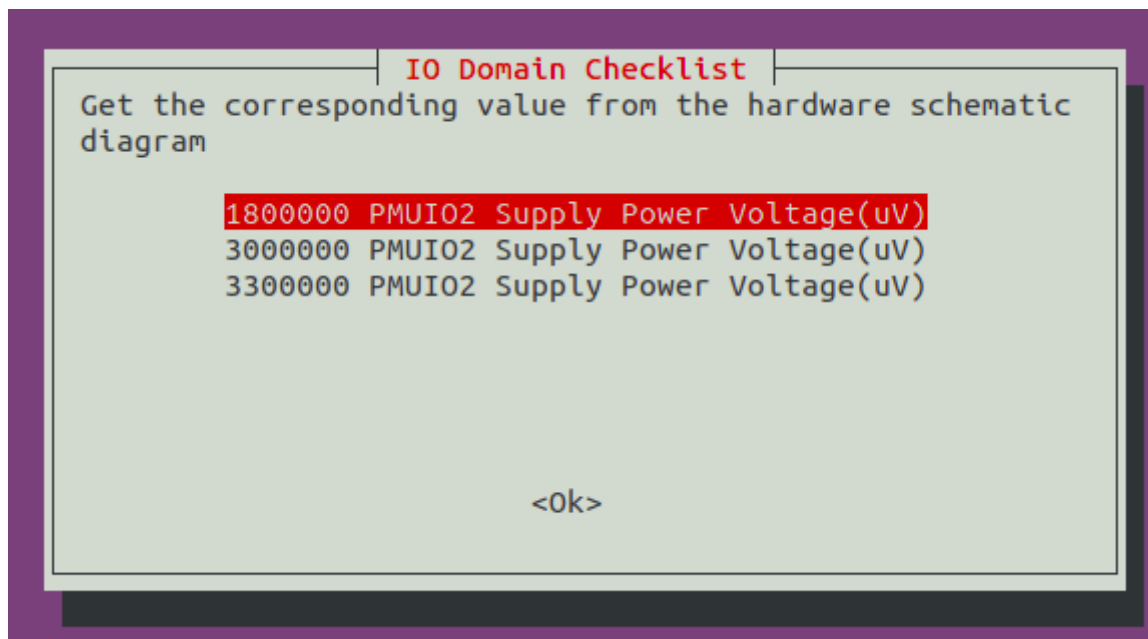 IO Domain Checklist
Get the corresponding value from the hardware schematic
diagram
1800000 PMUIO2 Supply Power Voltage(uV)
3000000 PMUIO2 Supply Power Voltage(uV)
3300000 PMUIO2 Supply Power Voltage(uV)
<Ok>